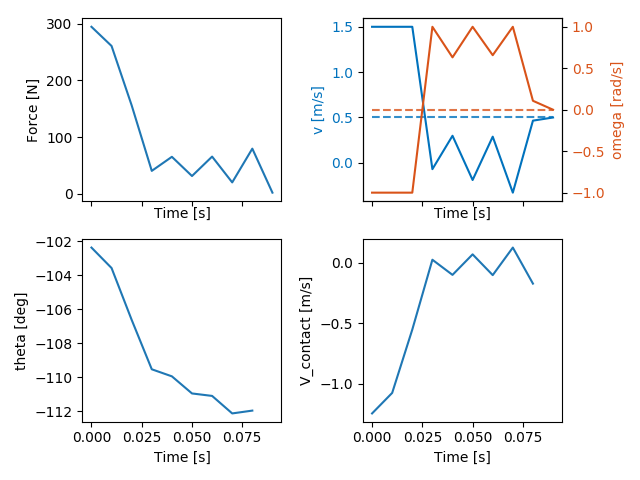 300
200
100
0
Force [N]
Time [s]
1.5
1.0
0.5
0.0
v [m/s]
1.0
0.5
0.0
−0.5
−1.0
omega [rad/s]
Time [s]
−102
−104
−106
−108
−110
−112
theta [deg]
0.000 0.025 0.050 0.075
Time [s]
0.0
−0.5
−1.0
V_contact [m/s]
0.000 0.025 0.050 0.075
Time [s]